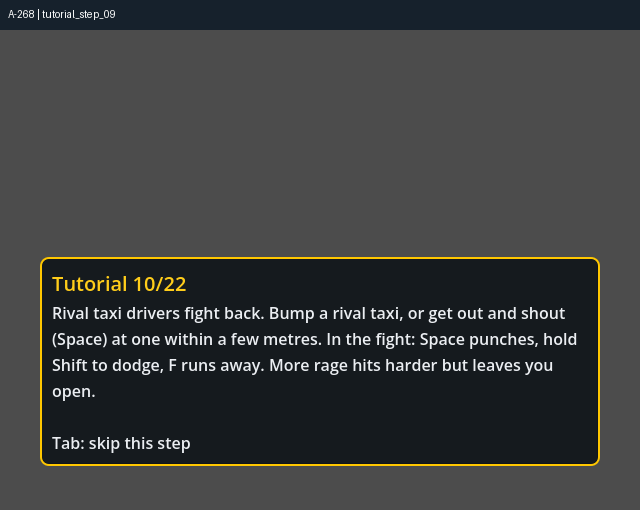 A-268 | tutorial_step_09
Tutorial 10/22
Rival taxi drivers fight back. Bump a rival taxi, or get out and shout
(Space) at one within a few metres. In the fight: Space punches, hold
Shift to dodge, F runs away. More rage hits harder but leaves you
open.
Tab: skip this step